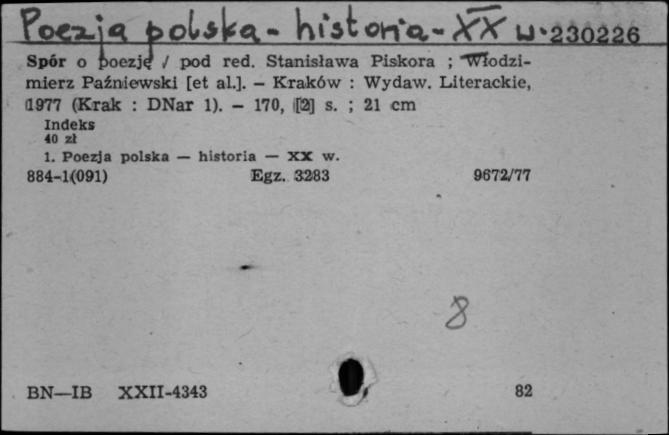 Poezja polska - historia - XX w. 230226
Spór o poezję / pod red. Stanisława Piskora ; Włodzi-
mierz Paźniewski [et al.]. — Kraków : Wydaw. Literackie,
1977 (Krak : DNar 1). — 170, [2] s. ; 21 cm
Indeks
40 zł
1. Poezja polska — historia — XX w.
884-1(091) Egz. 3283 9672/77
8
BN—IB XXII-4343 82